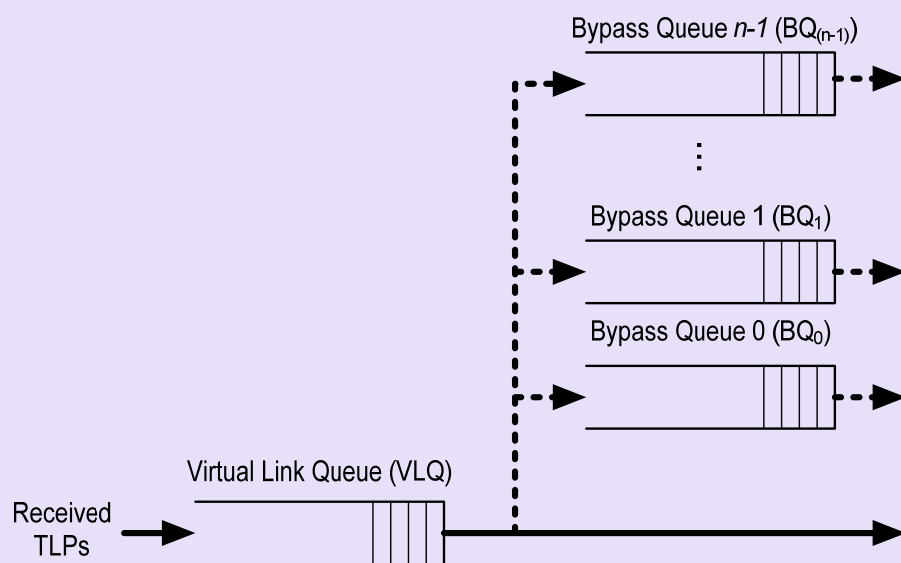 Bypass Queue n-1 (BQ(n-1))
⋮
Bypass Queue 1 (BQ1)
Bypass Queue 0 (BQ0)
Virtual Link Queue (VLQ)
Received
TLPs